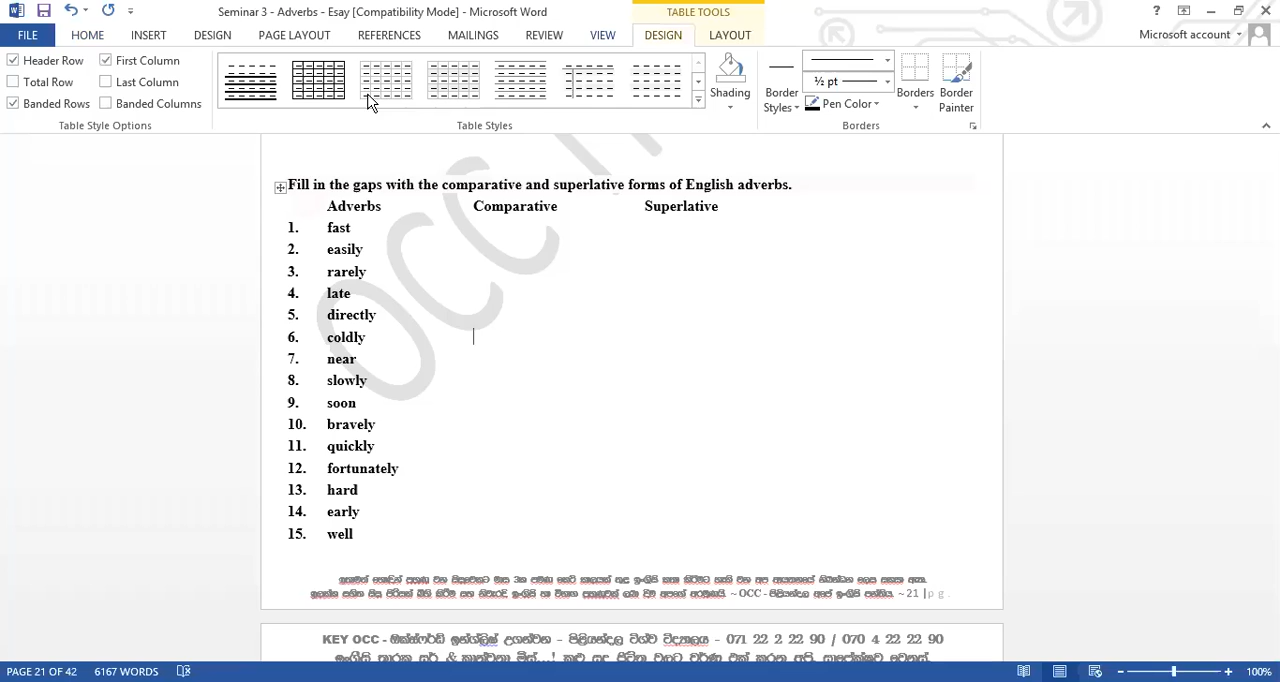 Seminar 3 - Adverbs - Esay [Compatibility Mode] - Microsoft Word
TABLE TOOLS
FILE HOME INSERT DESIGN PAGE LAYOUT REFERENCES MAILINGS REVIEW VIEW DESIGN LAYOUT
Microsoft account
Header Row First Column
Total Row Last Column
Banded Rows Banded Columns
Table Style Options
Table Styles
Shading
Border Styles
½ pt
Pen Color
Borders
Border Painter
Borders
Fill in the gaps with the comparative and superlative forms of English adverbs.
Adverbs Comparative Superlative
1. fast
2. easily
3. rarely
4. late
5. directly
6. coldly
7. near
8. slowly
9. soon
10. bravely
11. quickly
12. fortunately
13. hard
14. early
15. well
OCC
~ 21 | p g .
KEY OCC - 071 22 2 22 90 / 070 4 22 22 90
PAGE 21 OF 42 6167 WORDS
100%